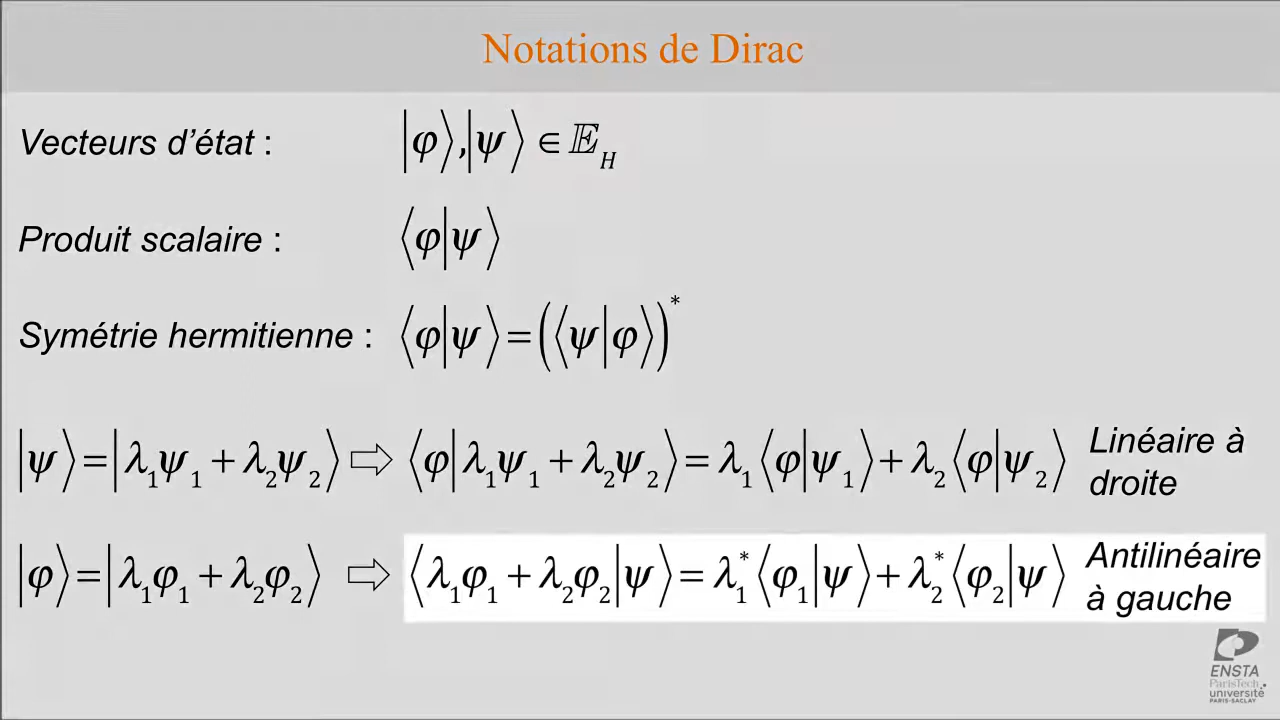 Notations de Dirac
Vecteurs d'état : |φ⟩,|ψ⟩ ∈ 𝔼_H
Produit scalaire : ⟨φ|ψ⟩
Symétrie hermitienne : ⟨φ|ψ⟩=(⟨ψ|φ⟩)*
|ψ⟩=|λ₁ψ₁+λ₂ψ₂⟩ ⇨ ⟨φ|λ₁ψ₁+λ₂ψ₂⟩=λ₁⟨φ|ψ₁⟩+λ₂⟨φ|ψ₂⟩ Linéaire à
droite
|φ⟩=|λ₁φ₁+λ₂φ₂⟩ ⇨ ⟨λ₁φ₁+λ₂φ₂|ψ⟩=λ₁*⟨φ₁|ψ⟩+λ₂*⟨φ₂|ψ⟩ Antilinéaire
à gauche
ENSTA
ParisTech
université
PARIS-SACLAY